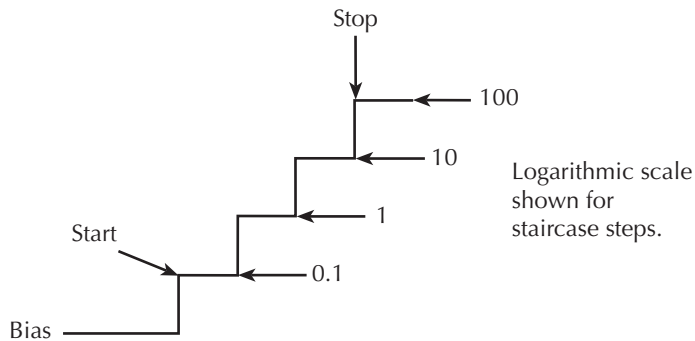 Stop
100
10
Logarithmic scale
shown for
staircase steps.
1
Start
0.1
Bias